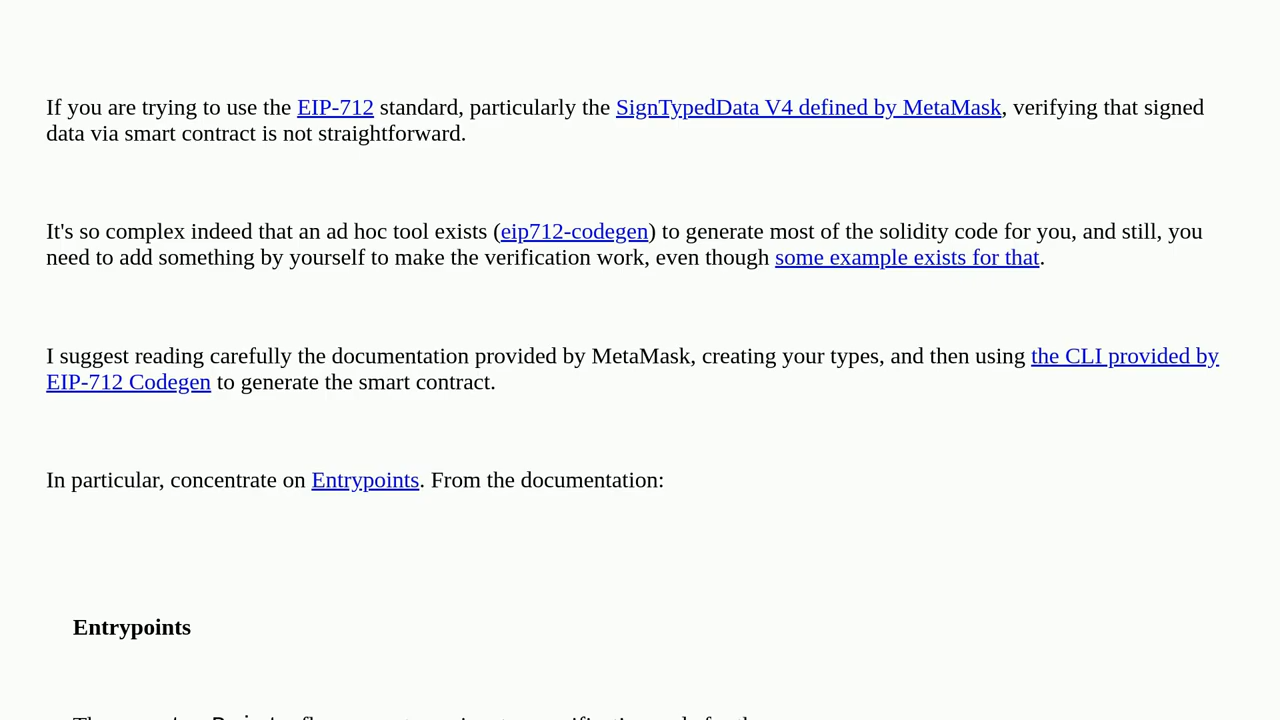 If you are trying to use the EIP-712 standard, particularly the SignTypedData V4 defined by MetaMask, verifying that signed
data via smart contract is not straightforward.
It's so complex indeed that an ad hoc tool exists (eip712-codegen) to generate most of the solidity code for you, and still, you
need to add something by yourself to make the verification work, even though some example exists for that.
I suggest reading carefully the documentation provided by MetaMask, creating your types, and then using the CLI provided by
EIP-712 Codegen to generate the smart contract.
In particular, concentrate on Entrypoints. From the documentation:
Entrypoints